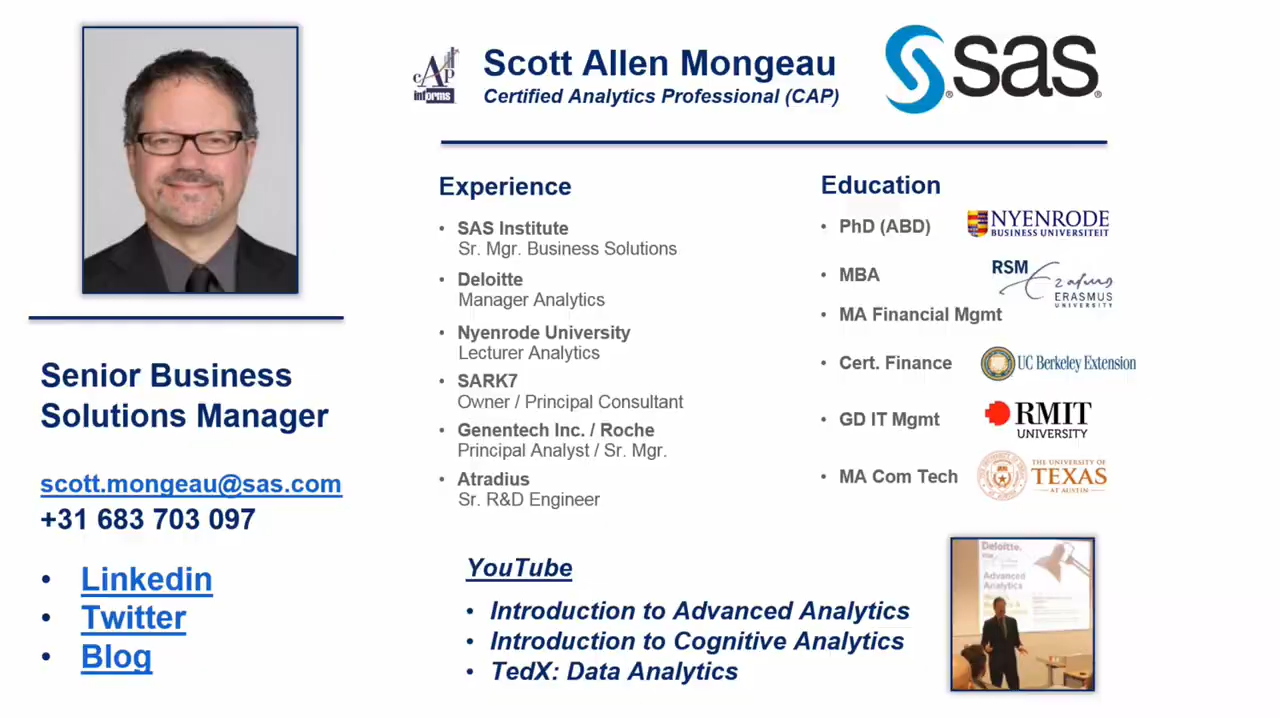 cAP
informs
Scott Allen Mongeau
Certified Analytics Professional (CAP)
sas
Senior Business
Solutions Manager
scott.mongeau@sas.com
+31 683 703 097
• Linkedin
• Twitter
• Blog
Experience
• SAS Institute
Sr. Mgr. Business Solutions
• Deloitte
Manager Analytics
• Nyenrode University
Lecturer Analytics
• SARK7
Owner / Principal Consultant
• Genentech Inc. / Roche
Principal Analyst / Sr. Mgr.
• Atradius
Sr. R&D Engineer
Education
• PhD (ABD)
NYENRODE
BUSINESS UNIVERSITEIT
• MBA
RSM
Erasmus
ERASMUS
UNIVERSITY
• MA Financial Mgmt
• Cert. Finance
UC Berkeley Extension
• GD IT Mgmt
RMIT
UNIVERSITY
• MA Com Tech
THE UNIVERSITY OF
TEXAS
AT AUSTIN
YouTube
• Introduction to Advanced Analytics
• Introduction to Cognitive Analytics
• TedX: Data Analytics
Deloitte.
Advanced
Analytics